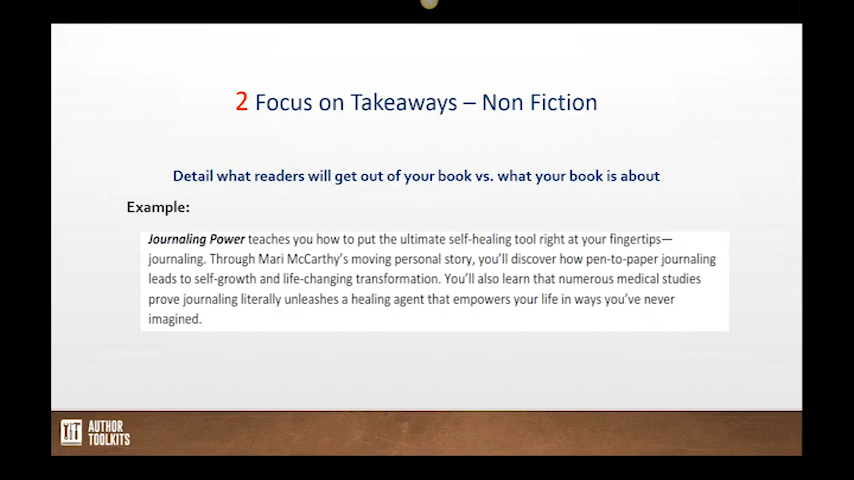 2 Focus on Takeaways – Non Fiction
Detail what readers will get out of your book vs. what your book is about
Example:
Journaling Power teaches you how to put the ultimate self-healing tool right at your fingertips—
journaling. Through Mari McCarthy's moving personal story, you'll discover how pen-to-paper journaling
leads to self-growth and life-changing transformation. You'll also learn that numerous medical studies
prove journaling literally unleashes a healing agent that empowers your life in ways you've never
imagined.
AUTHOR
TOOLKITS